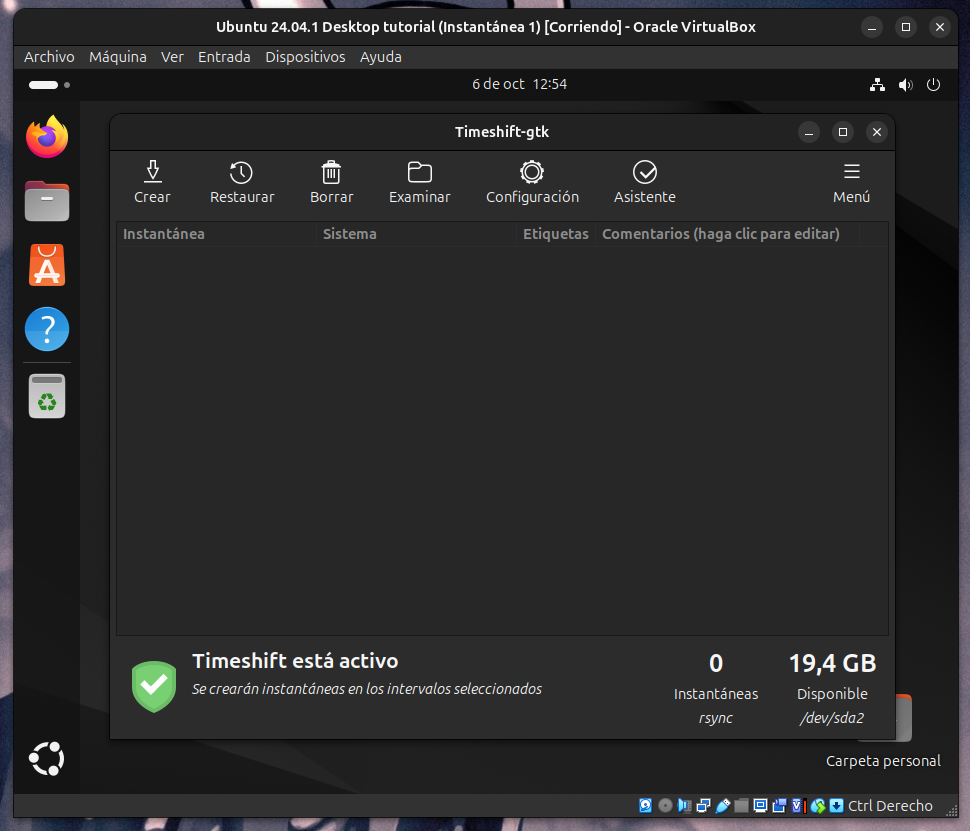 Ubuntu 24.04.1 Desktop tutorial (Instantánea 1) [Corriendo] - Oracle VirtualBox
Archivo Máquina Ver Entrada Dispositivos Ayuda
6 de oct 12:54
Timeshift-gtk
Crear Restaurar Borrar Examinar Configuración Asistente Menú
Instantánea Sistema Etiquetas Comentarios (haga clic para editar)
Timeshift está activo
Se crearán instantáneas en los intervalos seleccionados
0
Instantáneas
rsync
19,4 GB
Disponible
/dev/sda2
Carpeta personal
Ctrl Derecho